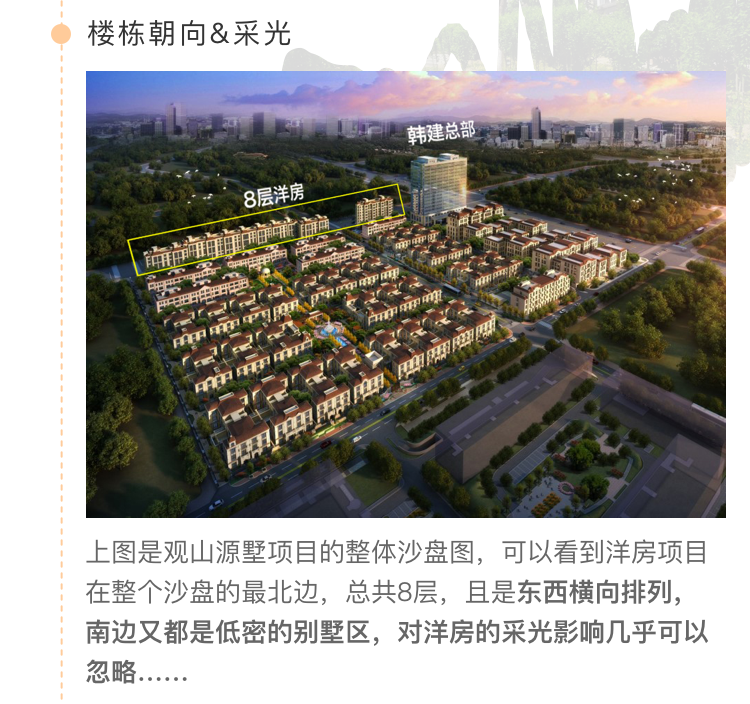 楼栋朝向&采光
韩建总部
8层洋房
上图是观山源墅项目的整体沙盘图，可以看到洋房项目
在整个沙盘的最北边，总共8层，且是东西横向排列，
南边又都是低密的别墅区，对洋房的采光影响几乎可以
忽略……